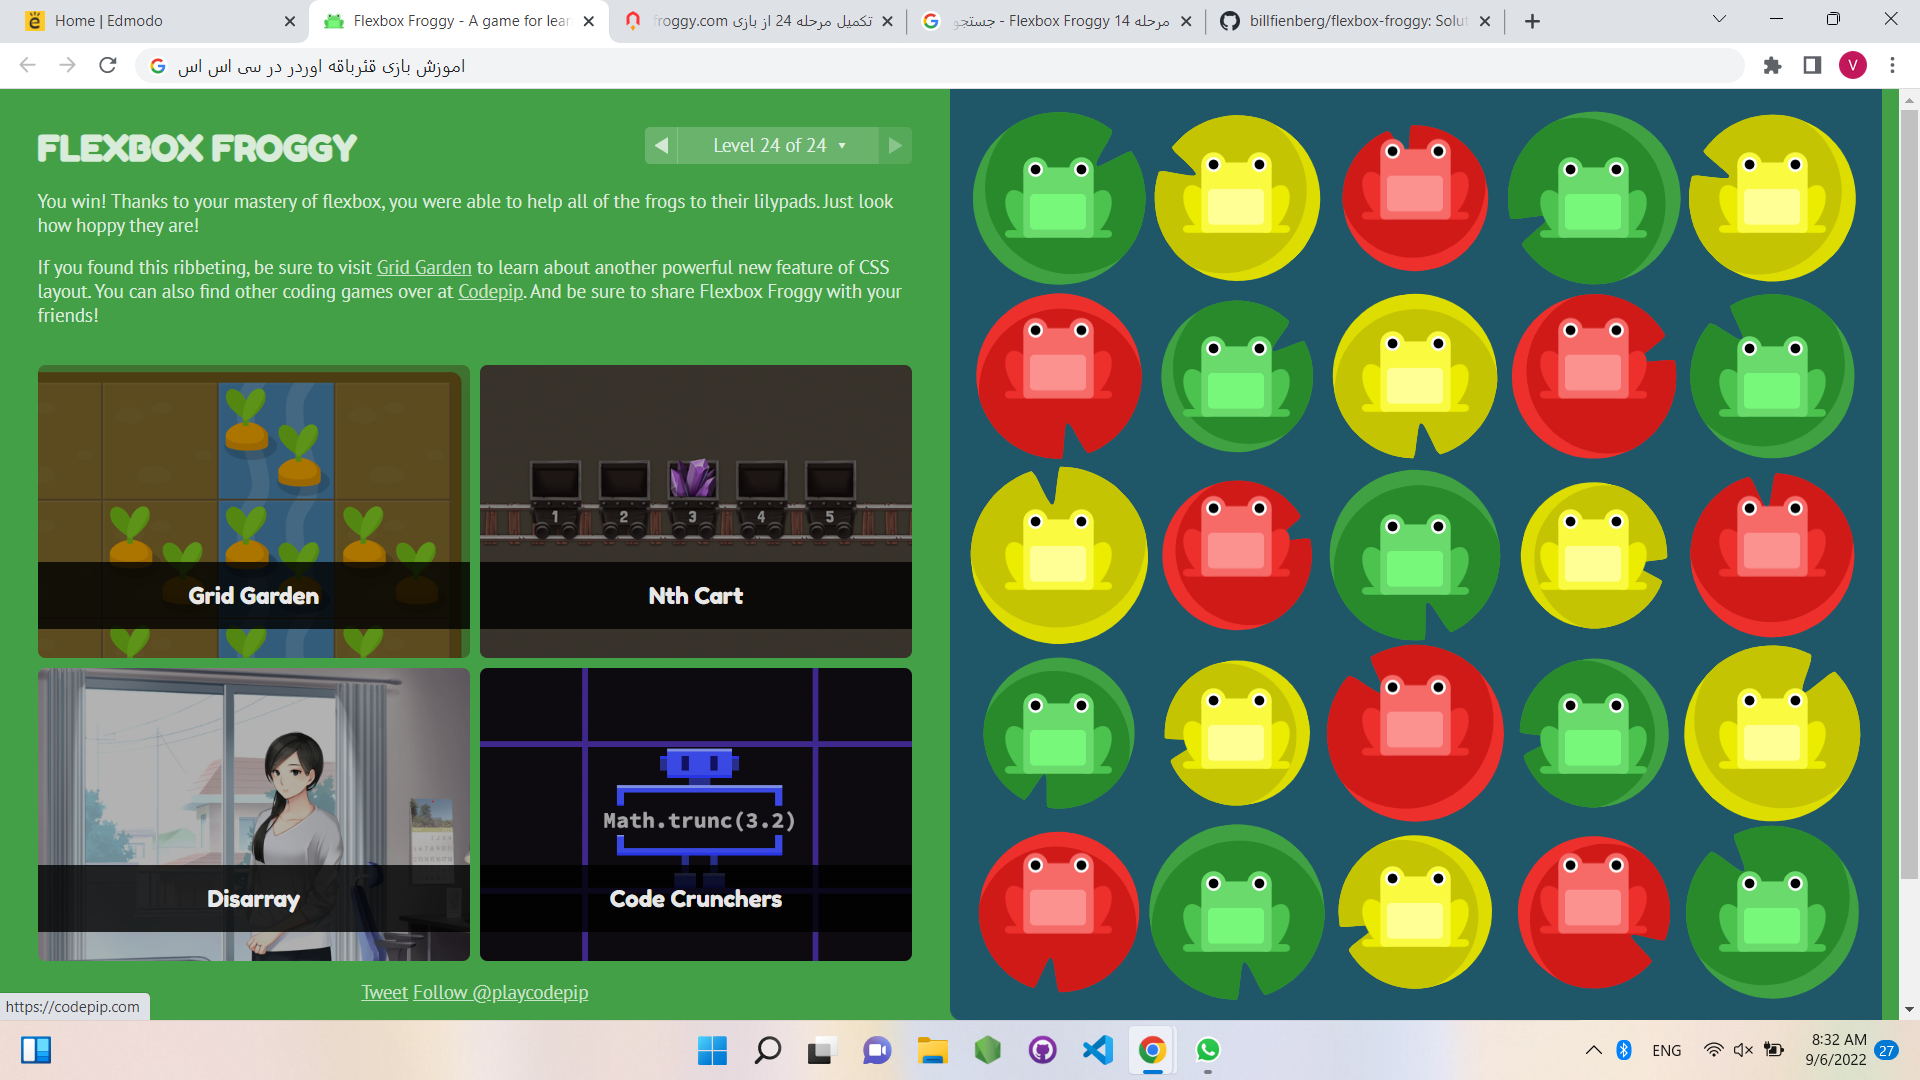 Home | Edmodo
Flexbox Froggy - A game for lear
تکمیل مرحله 24 از بازی froggy.com
مرحله 14 Flexbox Froggy - جستجو
billfienberg/flexbox-froggy: Solut
اموزش بازی قئرباقه اوردر در سی اس اس
V
FLEXBOX FROGGY
Level 24 of 24
You win! Thanks to your mastery of flexbox, you were able to help all of the frogs to their lilypads. Just look
how hoppy they are!
If you found this ribbeting, be sure to visit Grid Garden to learn about another powerful new feature of CSS
layout. You can also find other coding games over at Codepip. And be sure to share Flexbox Froggy with your
friends!
1 2 3 4 5
Grid Garden
Nth Cart
Math.trunc(3.2)
Disarray
Code Crunchers
Tweet Follow @playcodepip
https://codepip.com
ENG
8:32 AM
9/6/2022
27